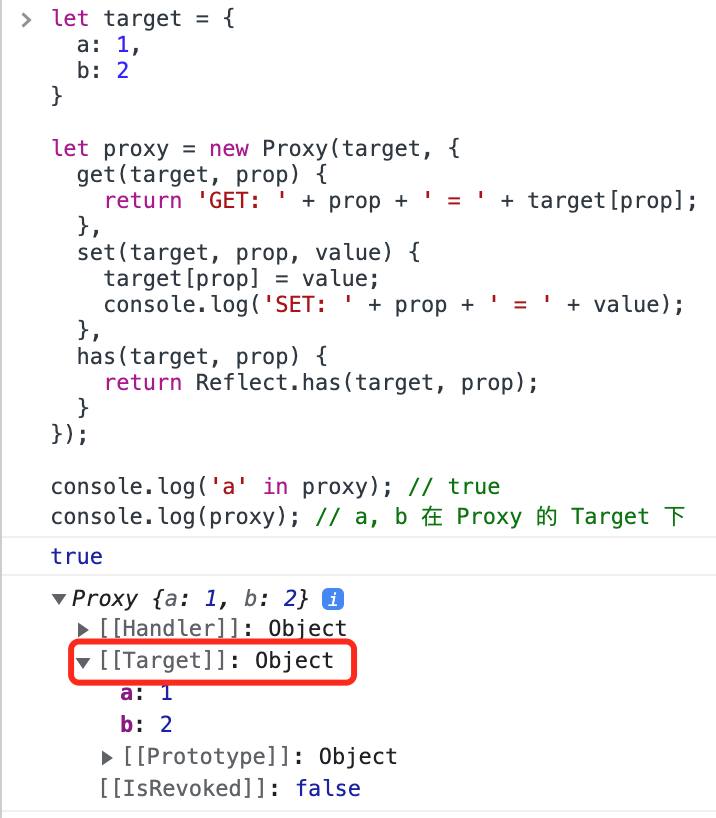 let target = {
  a: 1,
  b: 2
}

let proxy = new Proxy(target, {
  get(target, prop) {
    return 'GET: ' + prop + ' = ' + target[prop];
  },
  set(target, prop, value) {
    target[prop] = value;
    console.log('SET: ' + prop + ' = ' + value);
  },
  has(target, prop) {
    return Reflect.has(target, prop);
  }
});

console.log('a' in proxy); // true
console.log(proxy); // a, b 在 Proxy 的 Target 下
true
Proxy {a: 1, b: 2} i
[[Handler]]: Object
[[Target]]: Object
a: 1
b: 2
[[Prototype]]: Object
[[IsRevoked]]: false